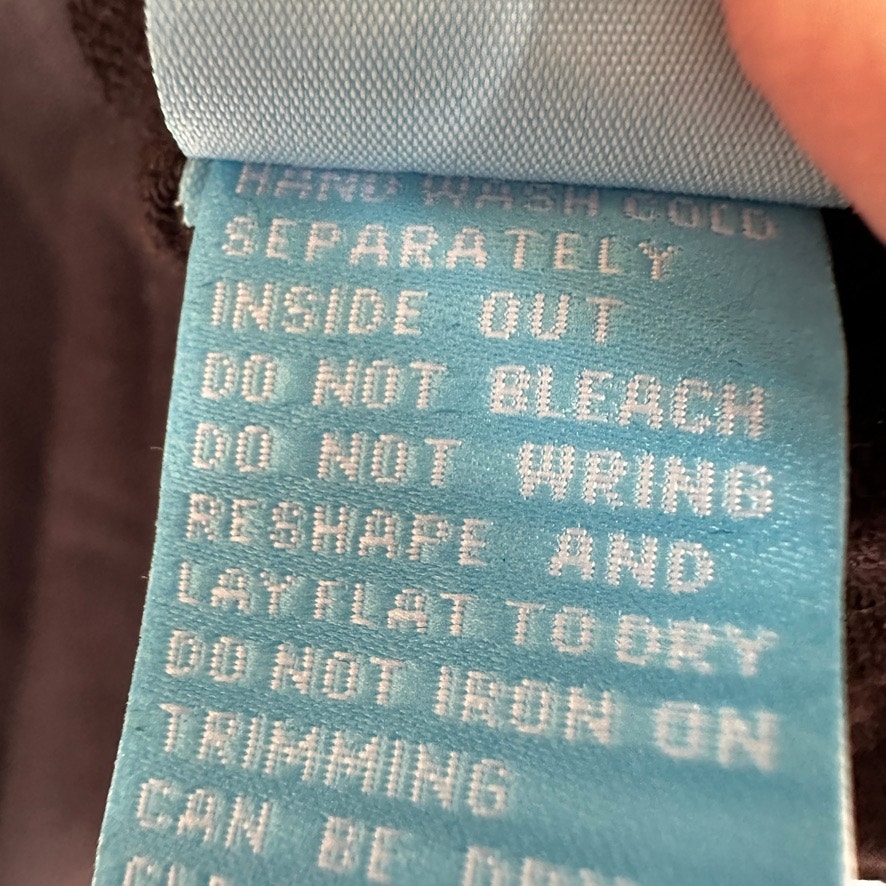 HAND WASH COLD
SEPARATELY
INSIDE OUT
DO NOT BLEACH
DO NOT WRING
RESHAPE AND
LAY FLAT TO DRY
DO NOT IRON ON
TRIMMING
CAN BE